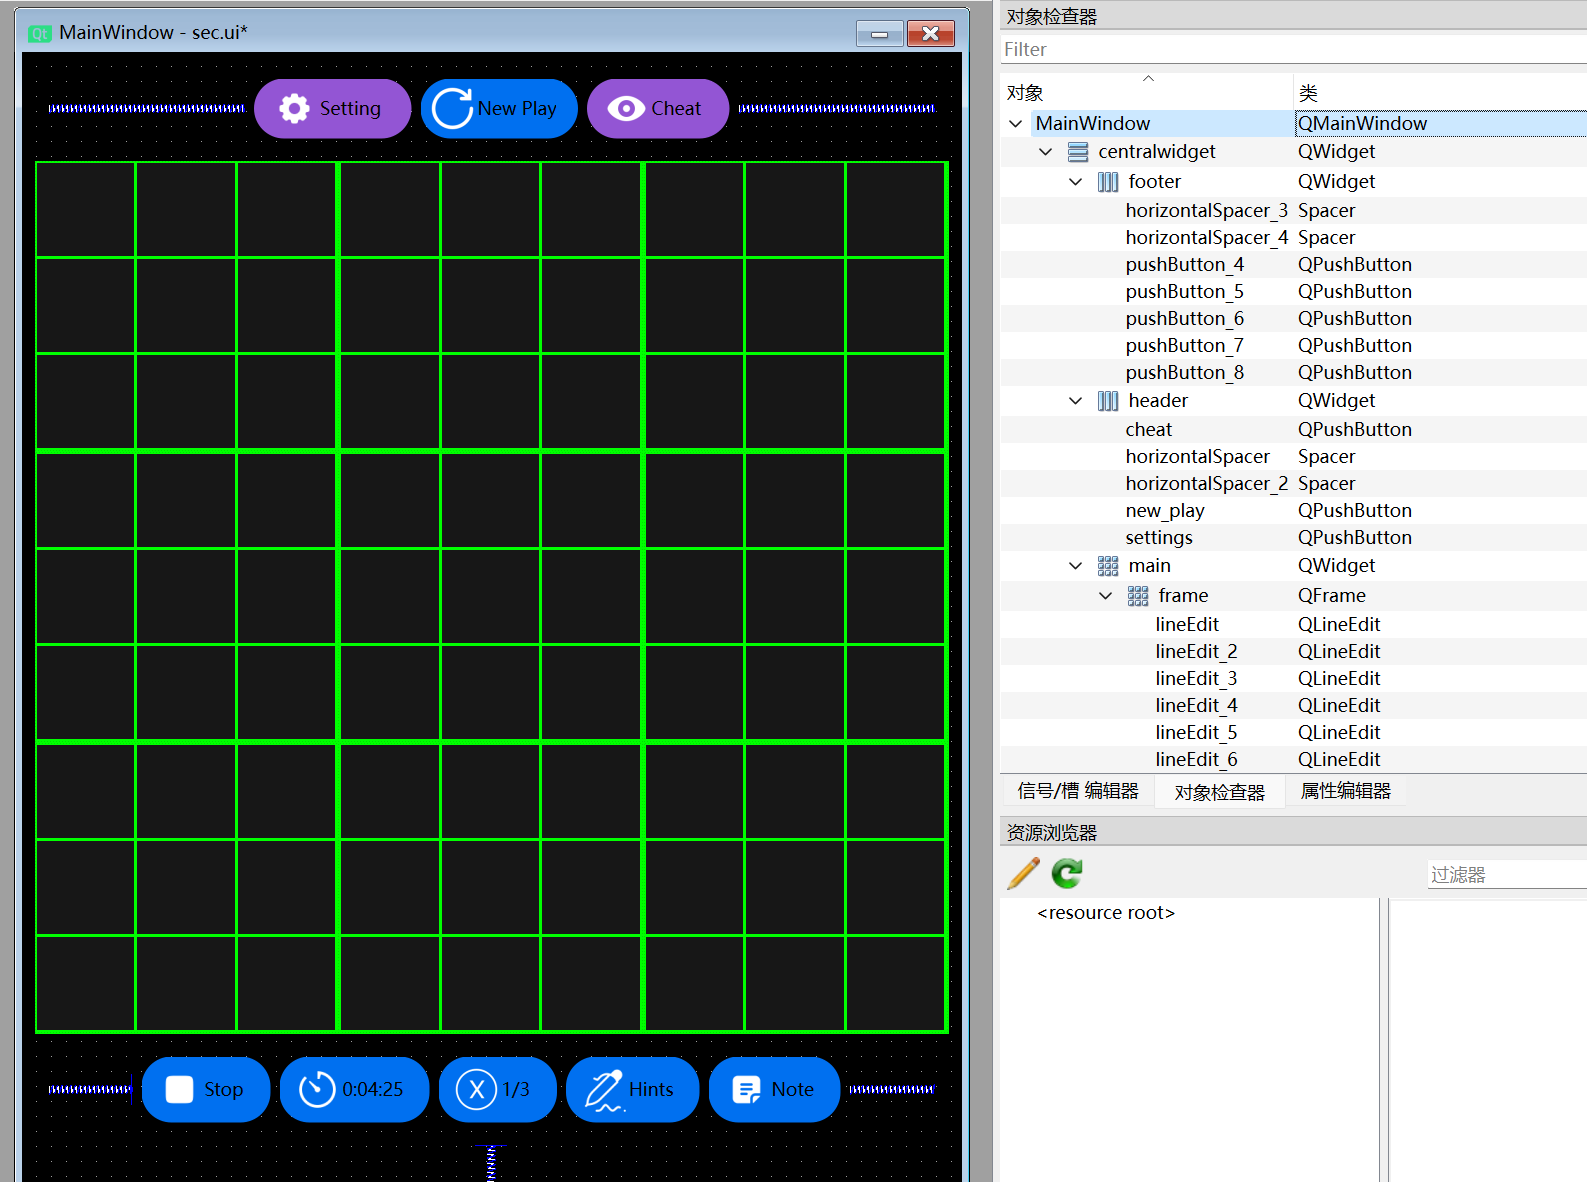 Qt MainWindow - sec.ui*
Setting
New Play
Cheat
Stop
0:04:25
X 1/3
Hints
Note
对象检查器
Filter
对象 类
MainWindow QMainWindow
centralwidget QWidget
footer QWidget
horizontalSpacer_3 Spacer
horizontalSpacer_4 Spacer
pushButton_4 QPushButton
pushButton_5 QPushButton
pushButton_6 QPushButton
pushButton_7 QPushButton
pushButton_8 QPushButton
header QWidget
cheat QPushButton
horizontalSpacer Spacer
horizontalSpacer_2 Spacer
new_play QPushButton
settings QPushButton
main QWidget
frame QFrame
lineEdit QLineEdit
lineEdit_2 QLineEdit
lineEdit_3 QLineEdit
lineEdit_4 QLineEdit
lineEdit_5 QLineEdit
lineEdit_6 QLineEdit
信号/槽 编辑器 对象检查器 属性编辑器
资源浏览器
过滤器
<resource root>